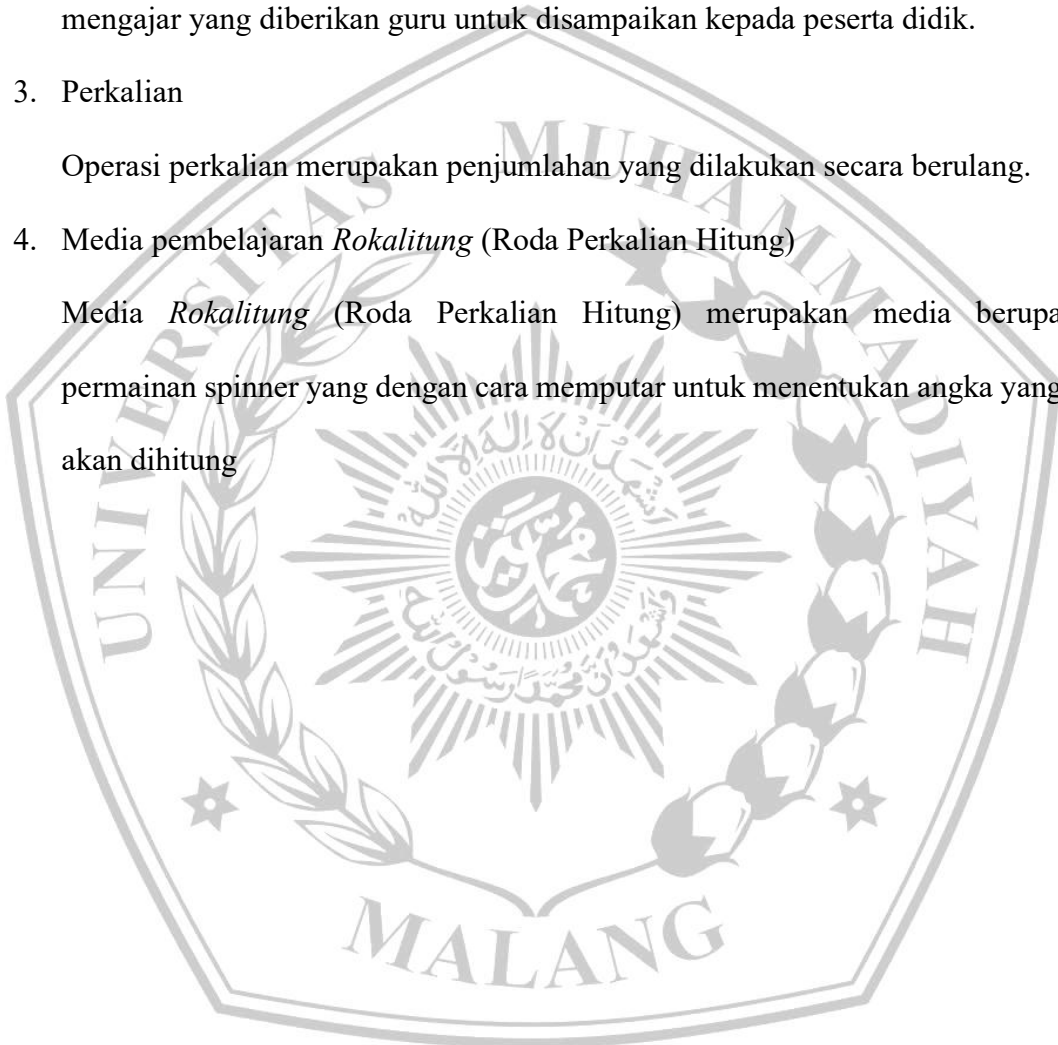 mengajar yang diberikan guru untuk disampaikan kepada peserta didik.
3. Perkalian
Operasi perkalian merupakan penjumlahan yang dilakukan secara berulang.
4. Media pembelajaran Rokalitung (Roda Perkalian Hitung)
Media Rokalitung (Roda Perkalian Hitung) merupakan media berupa
permainan spinner yang dengan cara memputar untuk menentukan angka yang
akan dihitung
UNIVERSITAS MUHAMMADIYAH
MALANG